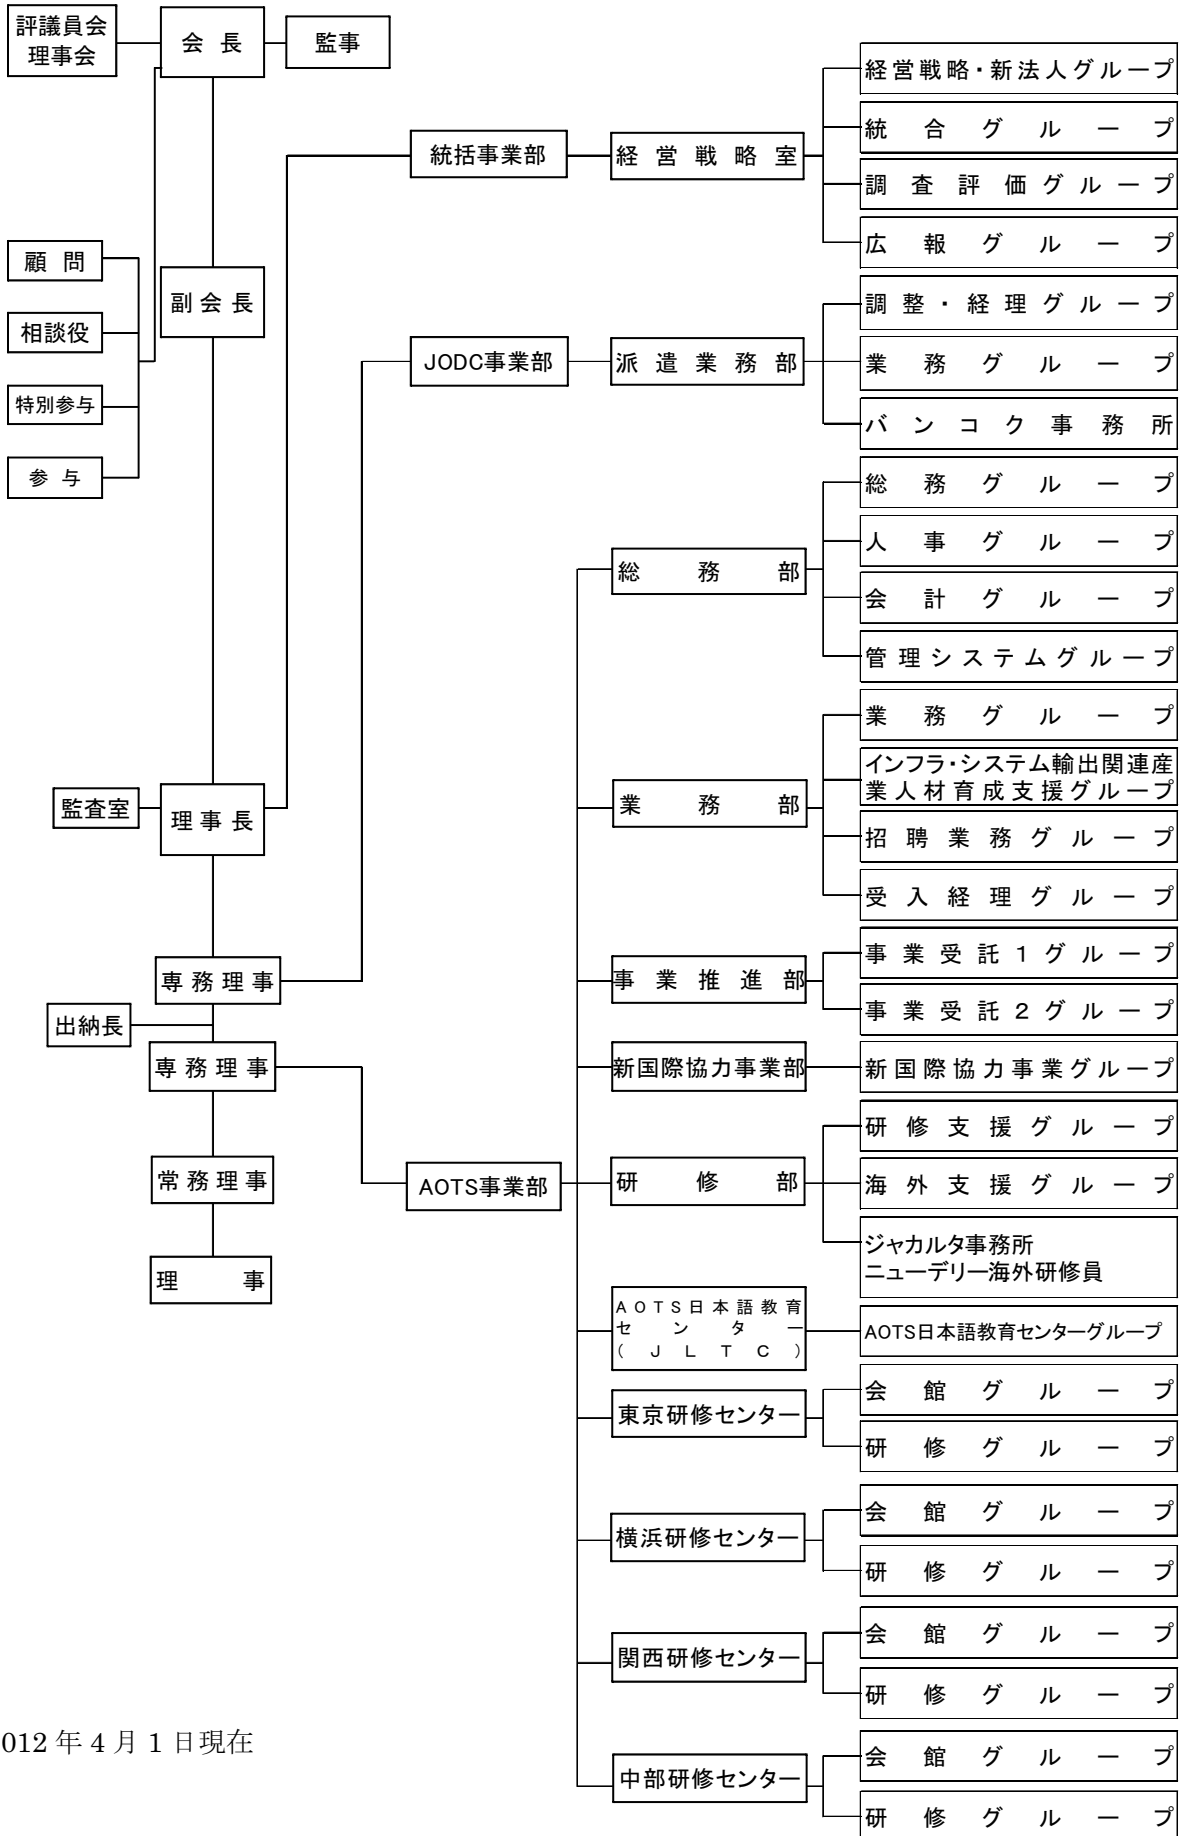 評議員会
理事会
会長
監事
顧問
相談役
特別参与
参与
副会長
監査室
理事長
専務理事
出納長
専務理事
常務理事
理事
統括事業部
経営戦略室
経営戦略・新法人グループ
統合グループ
調査評価グループ
広報グループ
JODC事業部
派遣業務部
調整・経理グループ
業務グループ
バンコク事務所
AOTS事業部
総務部
総務グループ
人事グループ
会計グループ
管理システムグループ
業務部
業務グループ
インフラ・システム輸出関連産
業人材育成支援グループ
招聘業務グループ
受入経理グループ
事業推進部
事業受託1グループ
事業受託2グループ
新国際協力事業部
新国際協力事業グループ
研修部
研修支援グループ
海外支援グループ
ジャカルタ事務所
ニューデリー海外研修員
AOTS日本語教育
センター
(JLTC)
AOTS日本語教育センターグループ
東京研修センター
会館グループ
研修グループ
横浜研修センター
会館グループ
研修グループ
関西研修センター
会館グループ
研修グループ
中部研修センター
会館グループ
研修グループ
012年4月1日現在